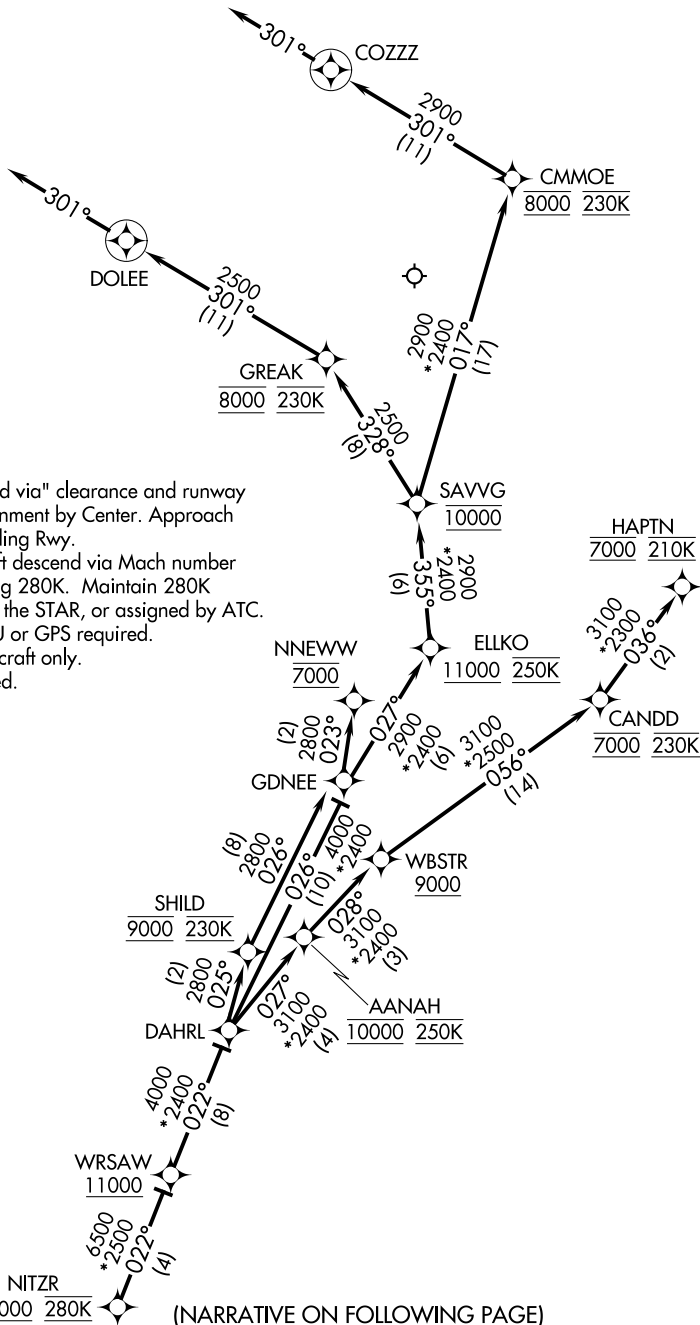 301°
COZZZ
2900
301°
(11)
CMMOE
8000 230K
301°
DOLEE
2500
301°
(11)
2900
*2400
017°
(17)
GREAK
8000 230K
2500
328°
(8)
SAVVG
10000
d via" clearance and runway
nment by Center. Approach
ding Rwy.
ft descend via Mach number
g 280K. Maintain 280K
the STAR, or assigned by ATC.
U or GPS required.
craft only.
ed.
HAPTN
7000 210K
2900
*2400
355°
(6)
3100
*2300
036°
(2)
NNEWW
7000
ELLKO
11000 250K
(2)
2800
023°
027°
2900
*2400
(6)
3100
*2500
056°
(14)
CANDD
7000 230K
GDNEE
(8)
2800
026°
4000
*2400
026°
(10)
WBSTR
9000
SHILD
9000 230K
028°
3100
*2400
(3)
(2)
2800
025°
027°
3100
*2400
(4)
AANAH
10000 250K
DAHRL
4000
*2400
022°
(8)
WRSAW
11000
6500
*2500
022°
(4)
NITZR
000 280K
(NARRATIVE ON FOLLOWING PAGE)